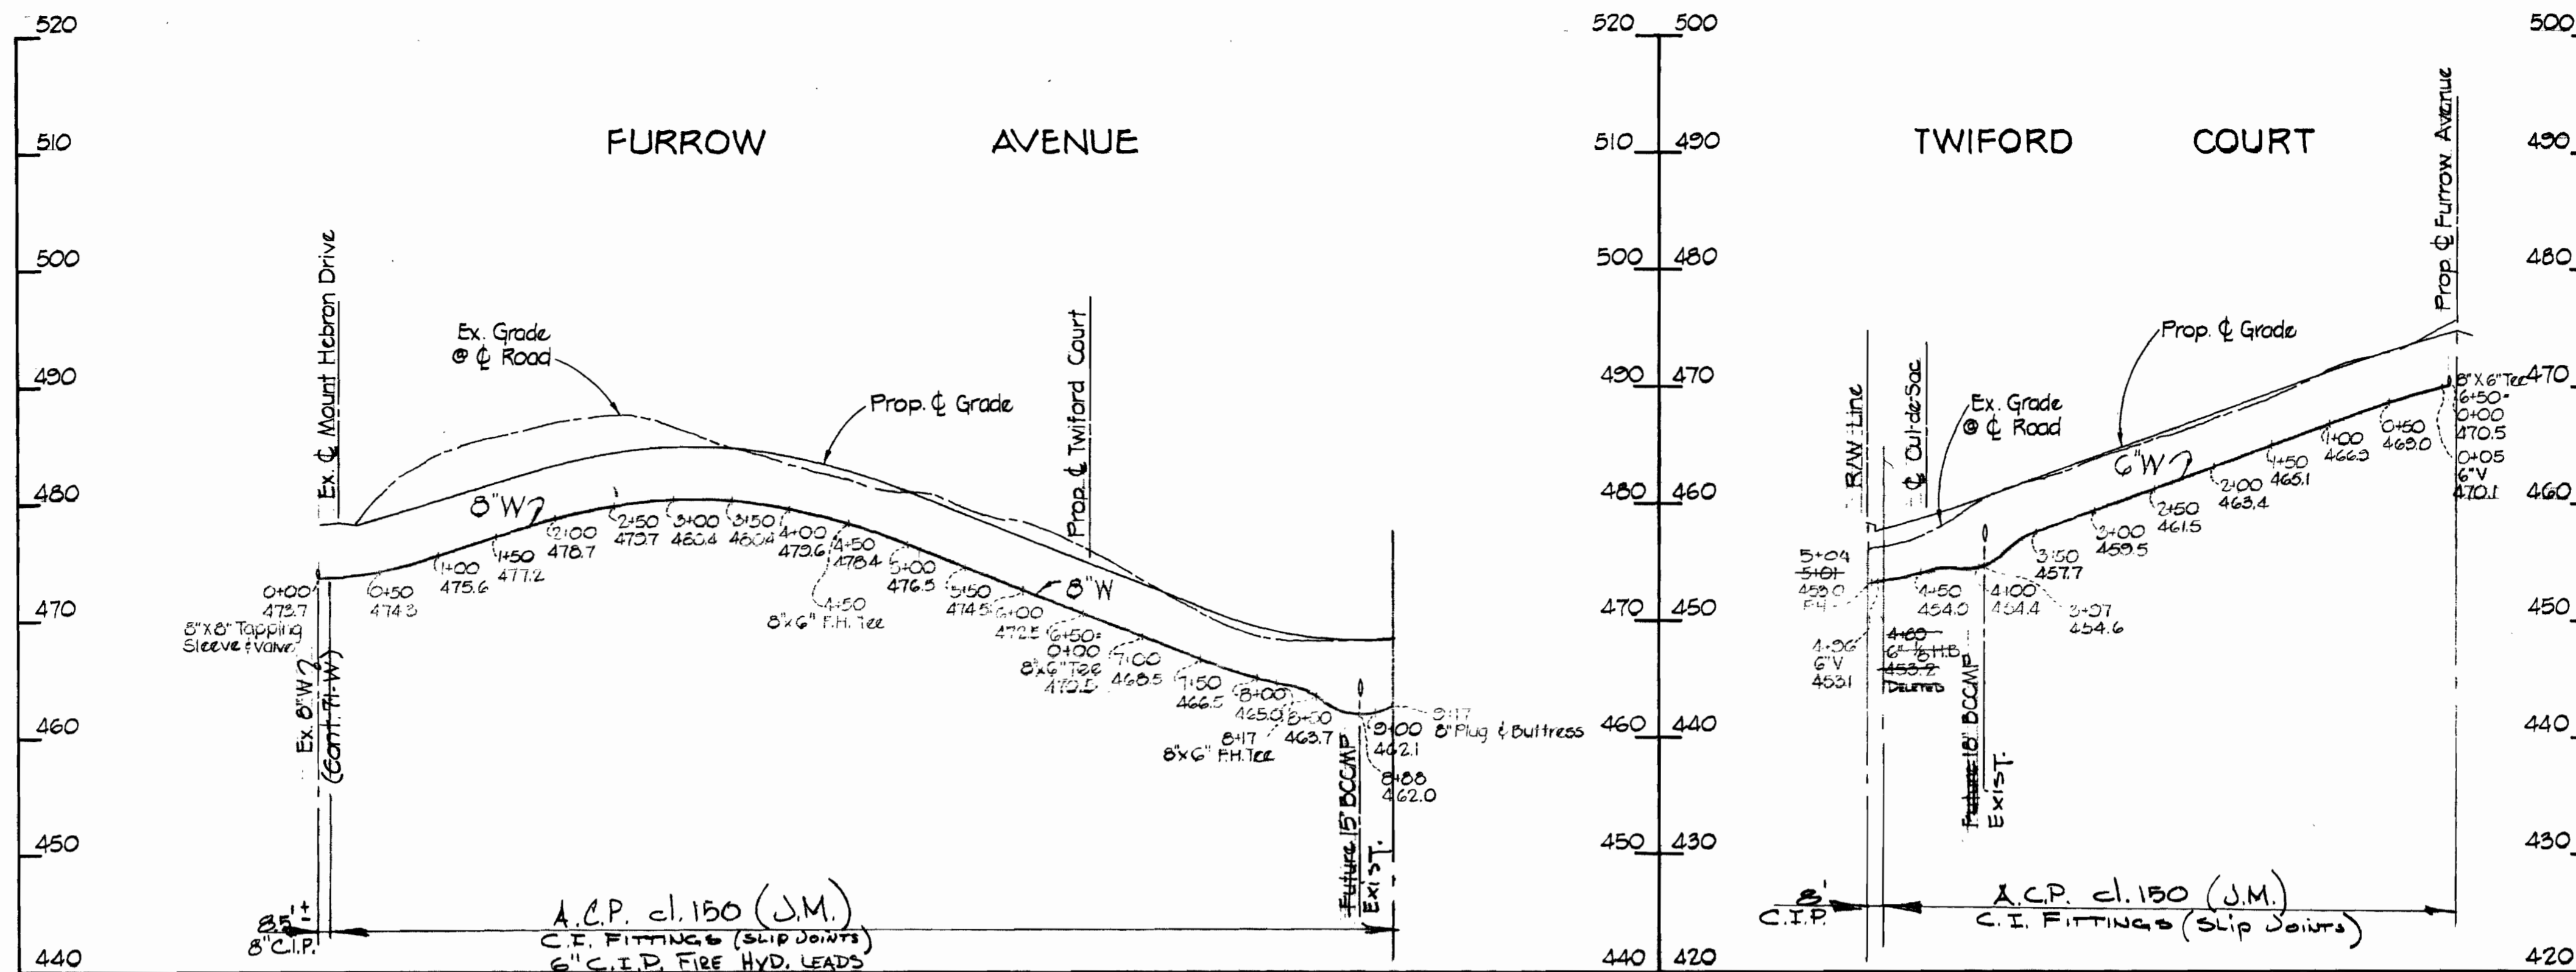 520
510
500
490
480
470
460
450
440
FURROW AVENUE
Ex. ℄ Mount Hebron Drive
Ex. Grade
@ ℄ Road
Prop. ℄ Grade
Prop. ℄ Twiford Court
8"W
8"W
0+00
473.7
8"X8" Tapping
Sleeve & Valve
Ex. 8"W
(Cont. 71-W)
0+50
474.3
1+00
475.6
1+50
477.2
2+00
478.7
2+50
479.7
3+00
480.4
3+50
480.4
4+00
479.6
4+50
478.4
4+50
8"x6" F.H. Tee
5+00
476.5
5+50
474.5
6+00
472.5
6+50=
0+00
8"x6" Tee
470.5
7+00
468.5
7+50
466.5
8+00
465.0
8+17
8"x6" F.H. Tee
463.7
8+88
462.0
9+00
462.1
9+17
8" Plug & Buttress
Future 15" BCCMP
EXIST.
85'±
8" C.I.P.
A.C.P. cl. 150 (J.M.)
C.I. FITTINGS (SLIP JOINTS)
6" C.I.P. FIRE HYD. LEADS
520 500
510 490
500 480
490 470
480 460
470 450
460 440
450 430
440 420
TWIFORD COURT
R/W Line
℄ Cul-de-Sac
Ex. Grade
@ ℄ Road
Prop. ℄ Grade
Prop. ℄ Furrow Avenue
6"W
8"X6" Tee
6+50=
0+00
470.5
0+05
6"V
470.1
0+50
469.0
1+00
466.9
1+50
465.1
2+00
463.4
2+50
461.5
3+00
459.5
3+50
457.7
3+97
454.6
4+00
454.4
4+50
454.0
5+04
5+01
453.0
F.H.
4+96
6"V
453.1
453.2
DELETED
Future 18" BCCMP
EXIST.
8'
C.I.P.
A.C.P. cl. 150 (J.M.)
C.I. FITTINGS (SLIP JOINTS)
500
490
480
470
460
450
440
430
420